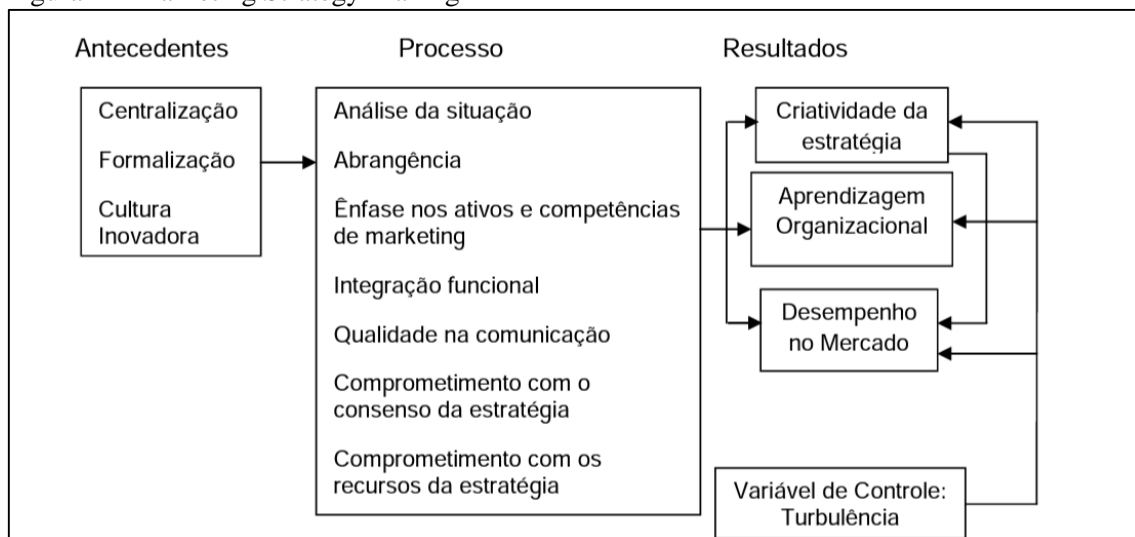 Antecedentes
Processo
Resultados
Centralização
Formalização
Cultura
Inovadora
Análise da situação
Abrangência
Ênfase nos ativos e competências
de marketing
Integração funcional
Qualidade na comunicação
Comprometimento com o
consenso da estratégia
Comprometimento com os
recursos da estratégia
Criatividade da
estratégia
Aprendizagem
Organizacional
Desempenho
no Mercado
Variável de Controle:
Turbulência